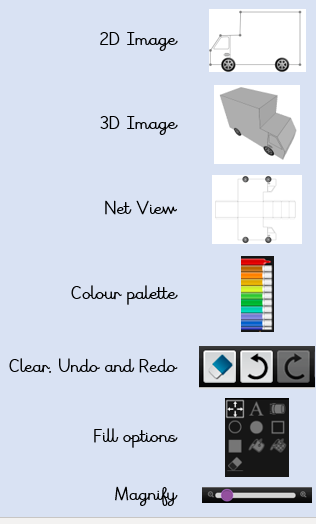 2D Image
3D Image
Net View
Colour palette
Clear, Undo and Redo
Fill options
A
Magnify